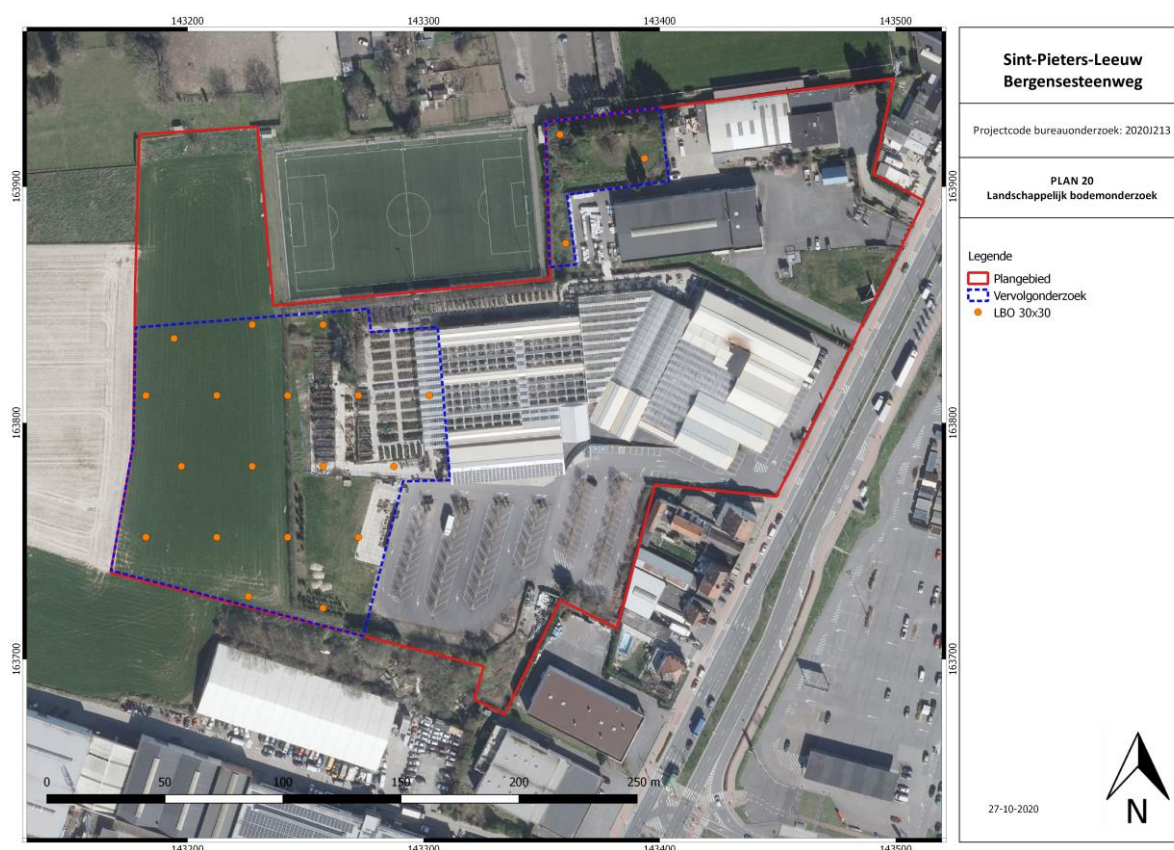 143200
143300
143400
143500
163900
163800
163700
163900
163800
163700
0
50
100
150
200
250 m
143200
143300
143400
143500
Sint-Pieters-Leeuw
Bergensesteenweg
Projectcode bureauonderzoek: 2020J213
PLAN 20
Landschappelijk bodemonderzoek
Legende
Plangebied
Vervolgonderzoek
LBO 30x30
27-10-2020
N